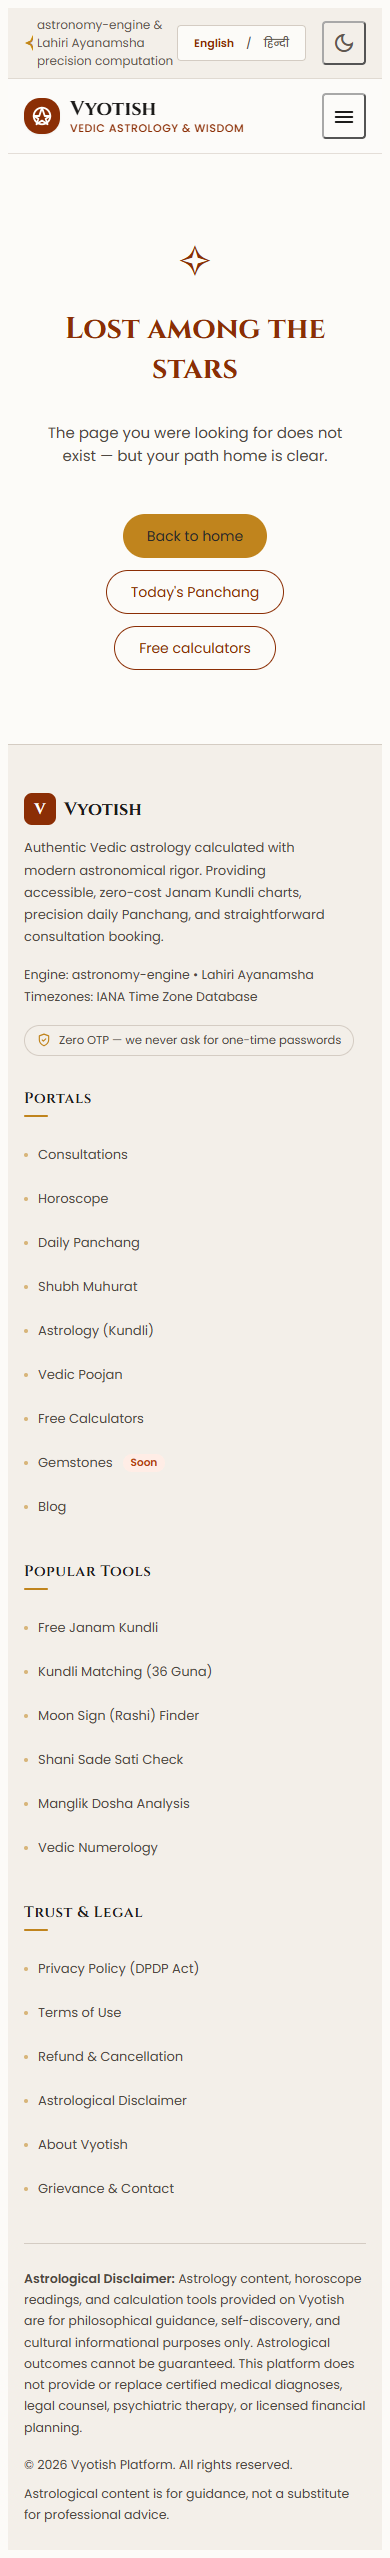 astronomy-engine &
Lahiri Ayanamsha
precision computation
English / हिन्दी
Vyotish
VEDIC ASTROLOGY & WISDOM
Lost among the
stars
The page you were looking for does not
exist — but your path home is clear.
Back to home
Today's Panchang
Free calculators
V Vyotish
Authentic Vedic astrology calculated with
modern astronomical rigor. Providing
accessible, zero-cost Janam Kundli charts,
precision daily Panchang, and straightforward
consultation booking.
Engine: astronomy-engine • Lahiri Ayanamsha
Timezones: IANA Time Zone Database
Zero OTP — we never ask for one-time passwords
Portals
Consultations
Horoscope
Daily Panchang
Shubh Muhurat
Astrology (Kundli)
Vedic Poojan
Free Calculators
Gemstones Soon
Blog
Popular Tools
Free Janam Kundli
Kundli Matching (36 Guna)
Moon Sign (Rashi) Finder
Shani Sade Sati Check
Manglik Dosha Analysis
Vedic Numerology
Trust & Legal
Privacy Policy (DPDP Act)
Terms of Use
Refund & Cancellation
Astrological Disclaimer
About Vyotish
Grievance & Contact
Astrological Disclaimer: Astrology content, horoscope
readings, and calculation tools provided on Vyotish
are for philosophical guidance, self-discovery, and
cultural informational purposes only. Astrological
outcomes cannot be guaranteed. This platform does
not provide or replace certified medical diagnoses,
legal counsel, psychiatric therapy, or licensed financial
planning.
© 2026 Vyotish Platform. All rights reserved.
Astrological content is for guidance, not a substitute
for professional advice.